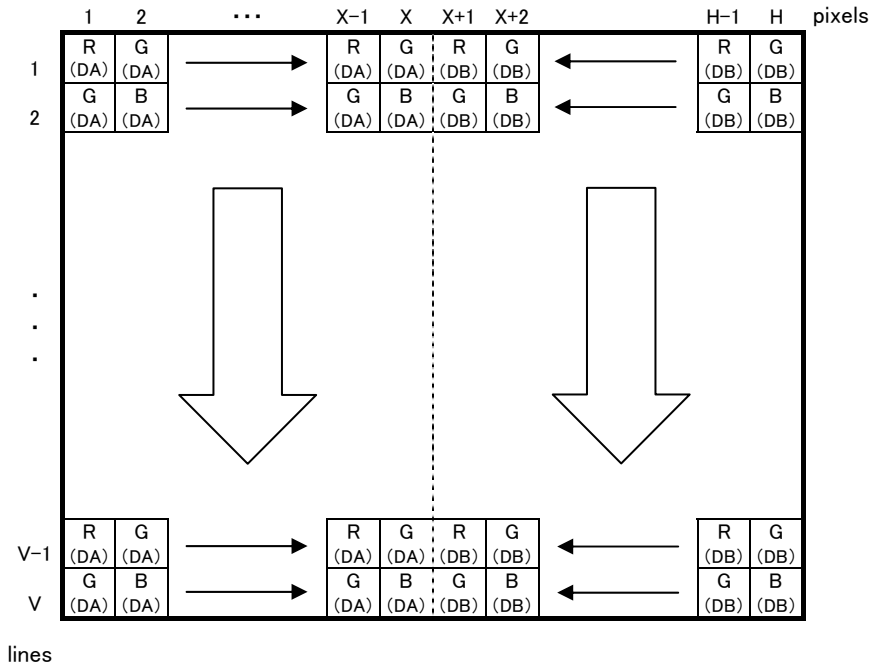 1 2 ··· X-1 X X+1 X+2 H-1 H pixels
R G R G R G R G
1 (DA) (DA) (DA) (DA) (DB) (DB) (DB) (DB)
G B G B G B G B
2 (DA) (DA) (DA) (DA) (DB) (DB) (DB) (DB)
·
·
·
R G R G R G R G
V-1 (DA) (DA) (DA) (DA) (DB) (DB) (DB) (DB)
G B G B G B G B
V (DA) (DA) (DA) (DA) (DB) (DB) (DB) (DB)
lines